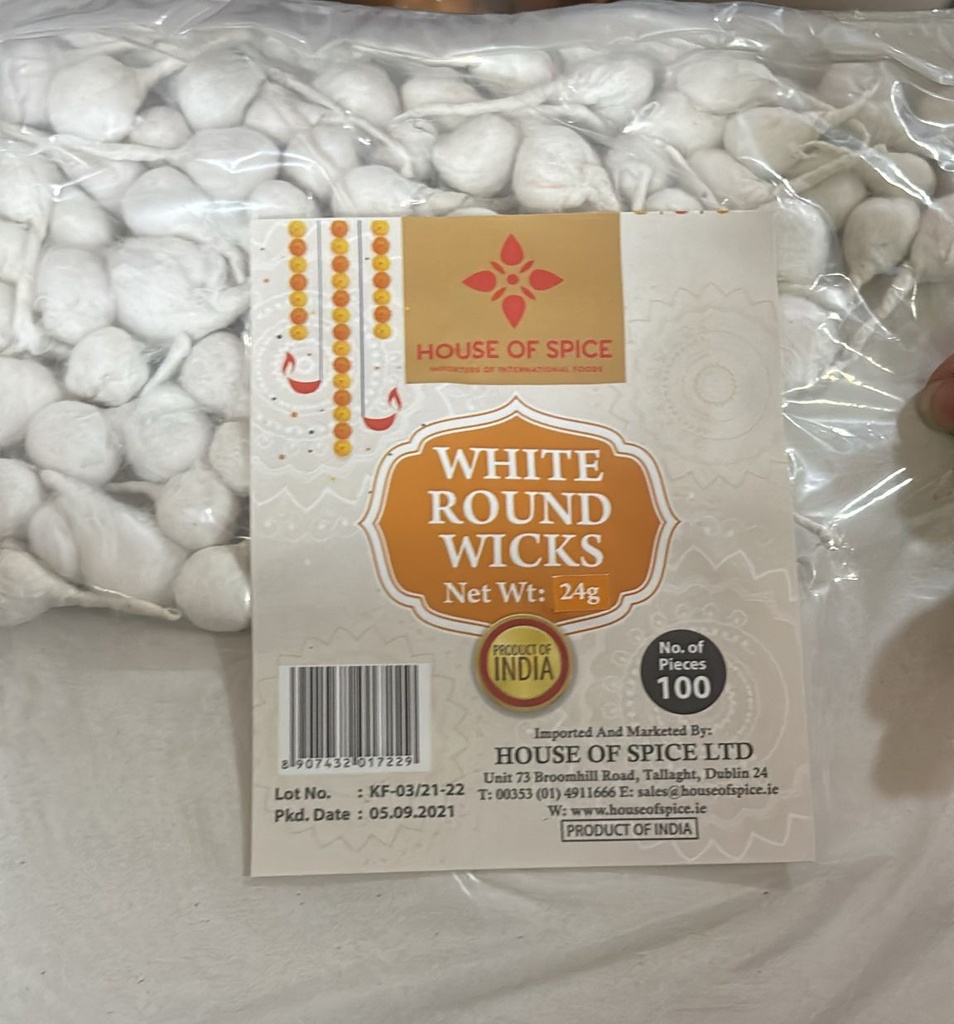 HOUSE OF SPICE
IMPORTERS OF INTERNATIONAL FOODS
WHITE
ROUND
WICKS
Net Wt: 24g
PRODUCT OF
INDIA
No. of
Pieces
100
8 907432 017229
Lot No. : KF-03/21-22
Pkd. Date : 05.09.2021
Imported And Marketed By:
HOUSE OF SPICE LTD
Unit 73 Broomhill Road, Tallaght, Dublin 24
T: 00353 (01) 4911666 E: sales@houseofspice.ie
W: www.houseofspice.ie
PRODUCT OF INDIA